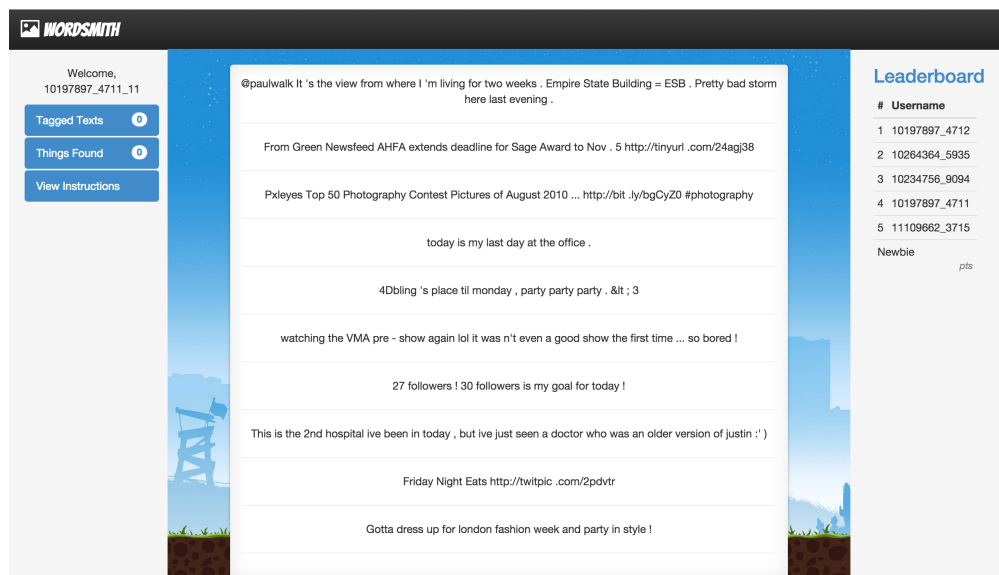 WORDSMITH
Welcome,
10197897_4711_11
Tagged Texts 0
Things Found 0
View Instructions
@paulwalk It 's the view from where I 'm living for two weeks . Empire State Building = ESB . Pretty bad storm
here last evening .
From Green Newsfeed AHFA extends deadline for Sage Award to Nov . 5 http://tinyurl .com/24agj38
Pxleyes Top 50 Photography Contest Pictures of August 2010 ... http://bit .ly/bgCyZ0 #photography
today is my last day at the office .
4Dbling 's place til monday , party party party . &lt ; 3
watching the VMA pre - show again lol it was n't even a good show the first time ... so bored !
27 followers ! 30 followers is my goal for today !
This is the 2nd hospital ive been in today , but ive just seen a doctor who was an older version of justin :' )
Friday Night Eats http://twitpic .com/2pdvtr
Gotta dress up for london fashion week and party in style !
Leaderboard
# Username
1 10197897_4712
2 10264364_5935
3 10234756_9094
4 10197897_4711
5 11109662_3715
Newbie
pts